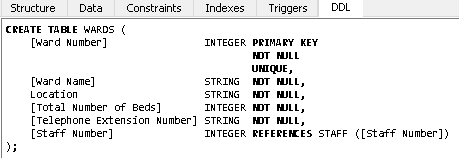 Structure Data Constraints Indexes Triggers DDL
CREATE TABLE WARDS (
[Ward Number] INTEGER PRIMARY KEY
NOT NULL
UNIQUE,
[Ward Name] STRING NOT NULL,
Location STRING NOT NULL,
[Total Number of Beds] INTEGER NOT NULL,
[Telephone Extension Number] STRING NOT NULL,
[Staff Number] INTEGER REFERENCES STAFF ([Staff Number])
);